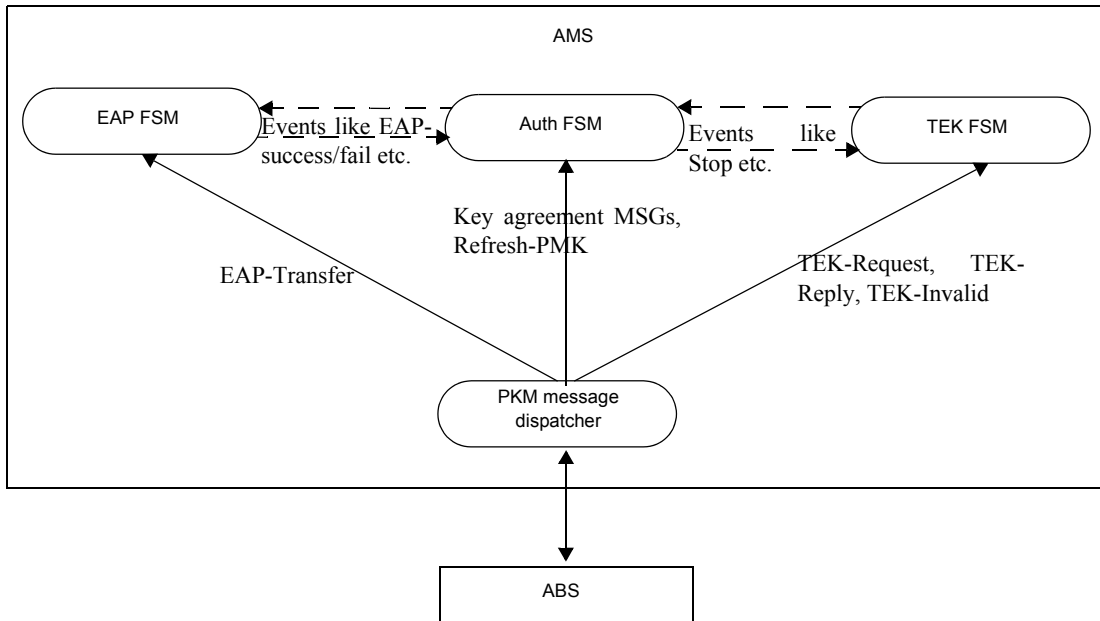 AMS
EAP FSM
Events like EAP-
success/fail etc.
Auth FSM
Events like
Stop etc.
TEK FSM
Key agreement MSGs,
Refresh-PMK
EAP-Transfer
TEK-Request, TEK-
Reply, TEK-Invalid
PKM message
dispatcher
ABS